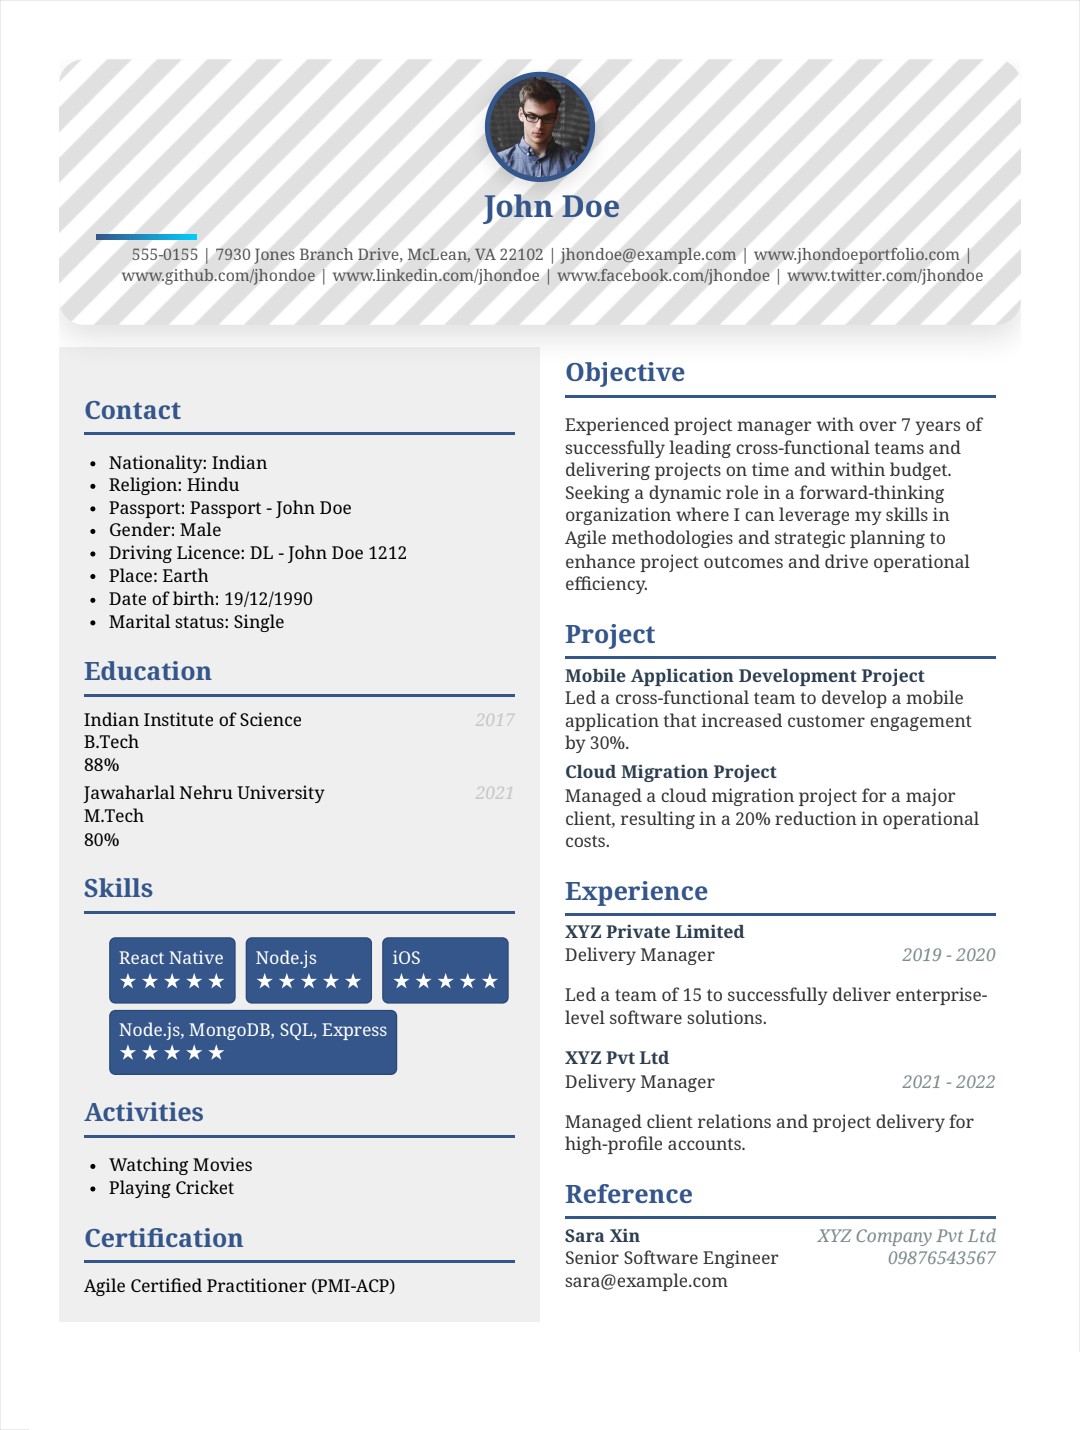 John Doe
555-0155 | 7930 Jones Branch Drive, McLean, VA 22102 | jhondoe@example.com | www.jhondoeportfolio.com |
www.github.com/jhondoe | www.linkedin.com/jhondoe | www.facebook.com/jhondoe | www.twitter.com/jhondoe
Contact
• Nationality: Indian
• Religion: Hindu
• Passport: Passport - John Doe
• Gender: Male
• Driving Licence: DL - John Doe 1212
• Place: Earth
• Date of birth: 19/12/1990
• Marital status: Single
Education
Indian Institute of Science 2017
B.Tech
88%
Jawaharlal Nehru University 2021
M.Tech
80%
Skills
React Native Node.js iOS
★ ★ ★ ★ ★ ★ ★ ★ ★ ★ ★ ★ ★ ★ ★
Node.js, MongoDB, SQL, Express
★ ★ ★ ★ ★
Activities
• Watching Movies
• Playing Cricket
Certification
Agile Certified Practitioner (PMI-ACP)
Objective
Experienced project manager with over 7 years of
successfully leading cross-functional teams and
delivering projects on time and within budget.
Seeking a dynamic role in a forward-thinking
organization where I can leverage my skills in
Agile methodologies and strategic planning to
enhance project outcomes and drive operational
efficiency.
Project
Mobile Application Development Project
Led a cross-functional team to develop a mobile
application that increased customer engagement
by 30%.
Cloud Migration Project
Managed a cloud migration project for a major
client, resulting in a 20% reduction in operational
costs.
Experience
XYZ Private Limited
Delivery Manager 2019 - 2020
Led a team of 15 to successfully deliver enterprise-
level software solutions.
XYZ Pvt Ltd
Delivery Manager 2021 - 2022
Managed client relations and project delivery for
high-profile accounts.
Reference
Sara Xin XYZ Company Pvt Ltd
Senior Software Engineer 09876543567
sara@example.com